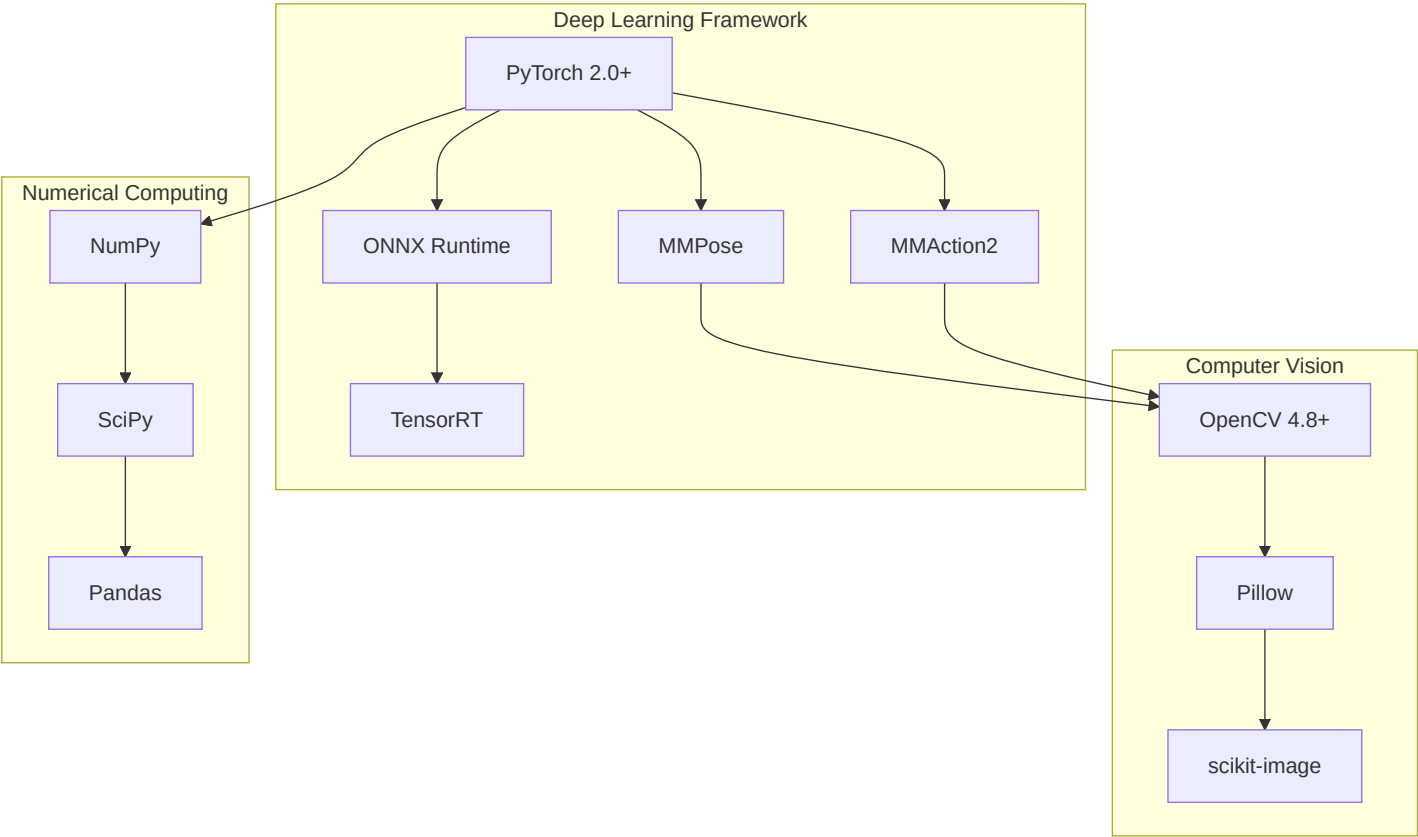 Deep Learning Framework
PyTorch 2.0+
Numerical Computing
NumPy
ONNX Runtime
MMPose
MMAction2
Computer Vision
SciPy
TensorRT
OpenCV 4.8+
Pandas
Pillow
scikit-image